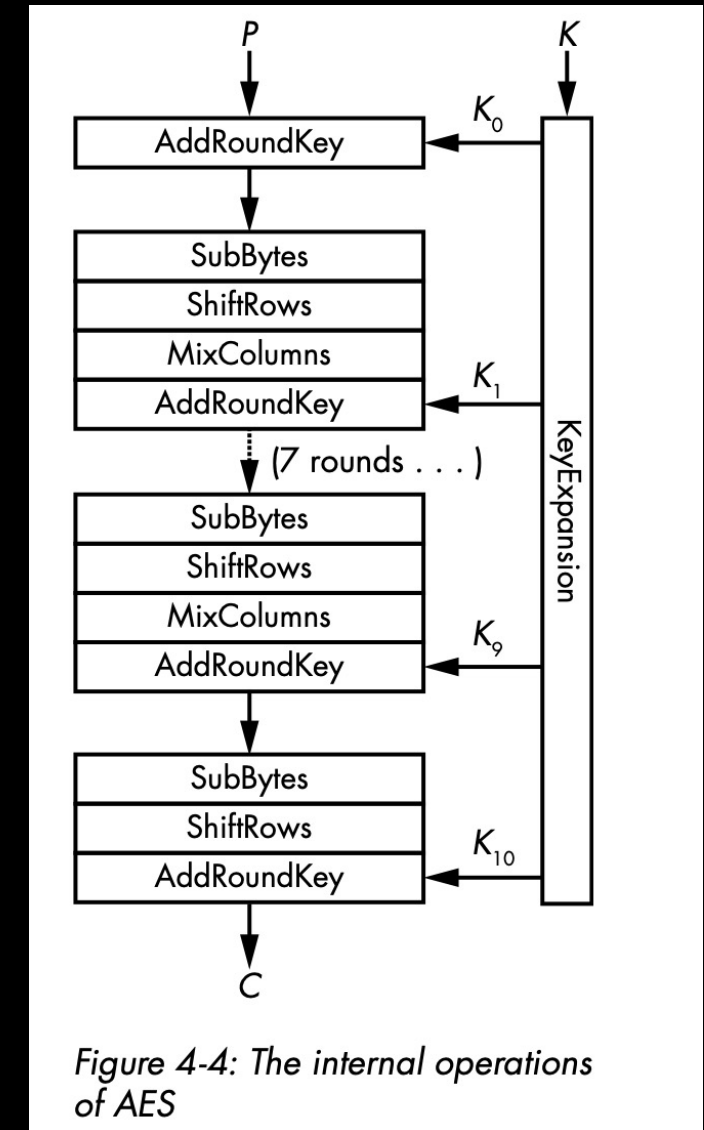 P K
K₀
AddRoundKey
SubBytes
ShiftRows
MixColumns
K₁
AddRoundKey
KeyExpansion
(7 rounds . . . )
SubBytes
ShiftRows
MixColumns
K₉
AddRoundKey
SubBytes
ShiftRows
K₁₀
AddRoundKey
C
Figure 4-4: The internal operations
of AES